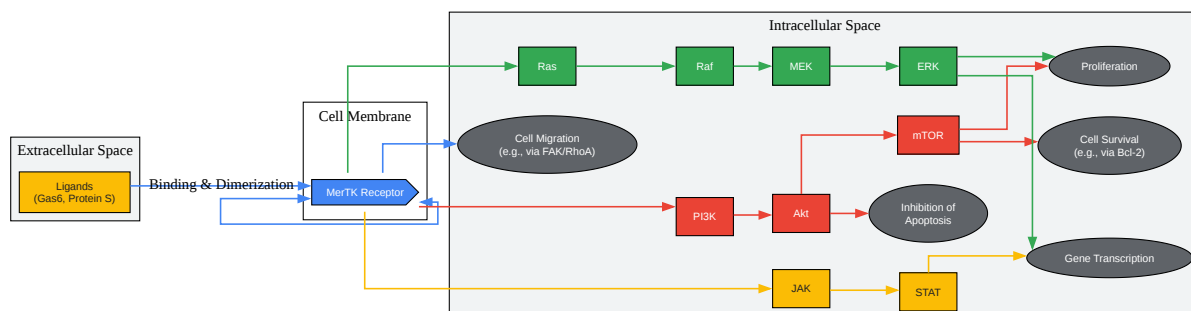 Intracellular Space
Ras
Raf
MEK
ERK
Proliferation
Cell Membrane
Cell Migration
(e.g., via FAK/RhoA)
mTOR
Cell Survival
(e.g., via Bcl-2)
Extracellular Space
Ligands
(Gas6, Protein S)
Binding & Dimerization
MerTK Receptor
PI3K
Akt
Inhibition of
Apoptosis
Gene Transcription
JAK
STAT